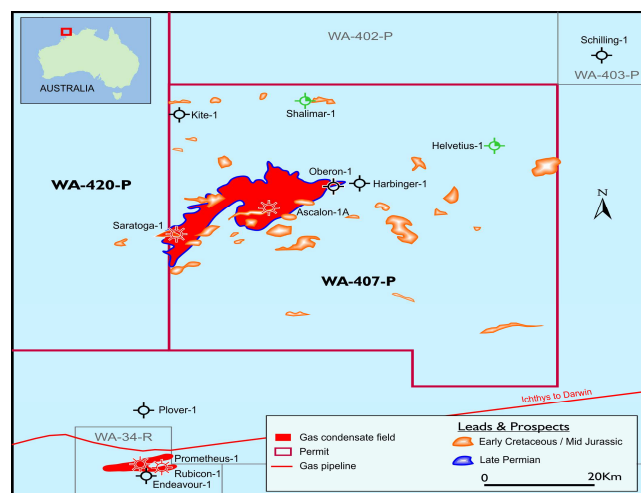 WA-402-P
Schilling-1
WA-403-P
AUSTRALIA
Kite-1
Shalimar-1
Helvetius-1
WA-420-P
Oberon-1
Harbinger-1
N
Ascalon-1A
Saratoga-1
WA-407-P
Ichthys to Darwin
Plover-1
WA-34-R
Prometheus-1
Rubicon-1
Endeavour-1
Gas condensate field
Permit
Gas pipeline
Leads & Prospects
Early Cretaceous / Mid Jurassic
Late Permian
0 20Km